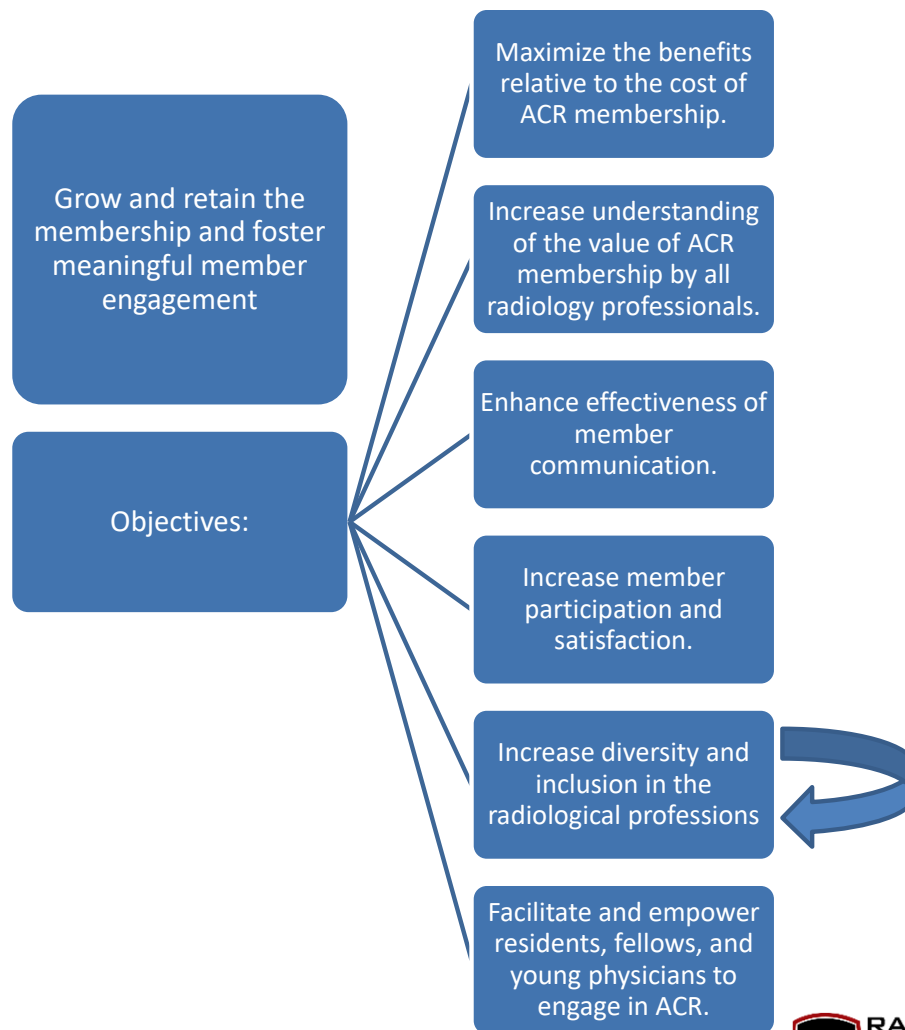 Grow and retain the
membership and foster
meaningful member
engagement
Objectives:
Maximize the benefits
relative to the cost of
ACR membership.
Increase understanding
of the value of ACR
membership by all
radiology professionals.
Enhance effectiveness of
member
communication.
Increase member
participation and
satisfaction.
Increase diversity and
inclusion in the
radiological professions
Facilitate and empower
residents, fellows, and
young physicians to
engage in ACR.
RA